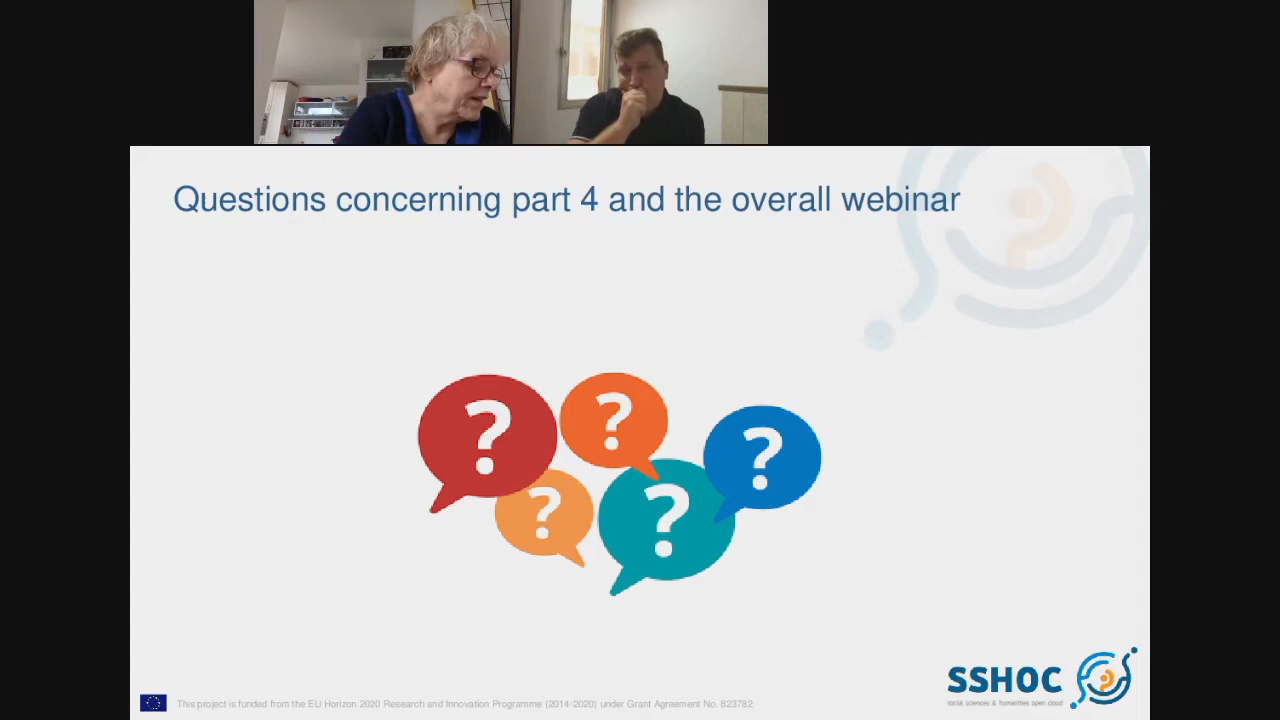 Questions concerning part 4 and the overall webinar
? ? ? ? ?
SSHOC
social sciences & humanities open cloud
This project is funded from the EU Horizon 2020 Research and Innovation Programme (2014-2020) under Grant Agreement No. 823782